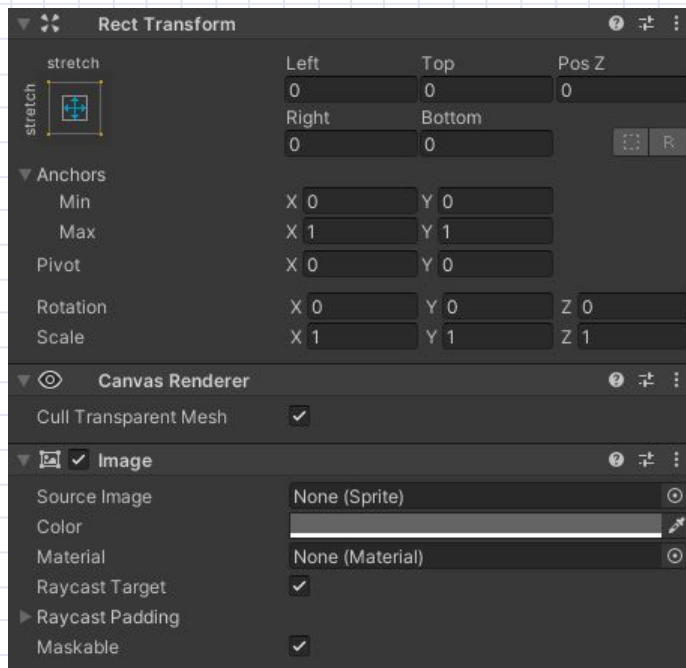 Rect Transform
stretch
stretch
Left Top Pos Z
0 0 0
Right Bottom
0 0
R
Anchors
Min X 0 Y 0
Max X 1 Y 1
Pivot X 0 Y 0
Rotation X 0 Y 0 Z 0
Scale X 1 Y 1 Z 1
Canvas Renderer
Cull Transparent Mesh
Image
Source Image None (Sprite)
Color
Material None (Material)
Raycast Target
Raycast Padding
Maskable